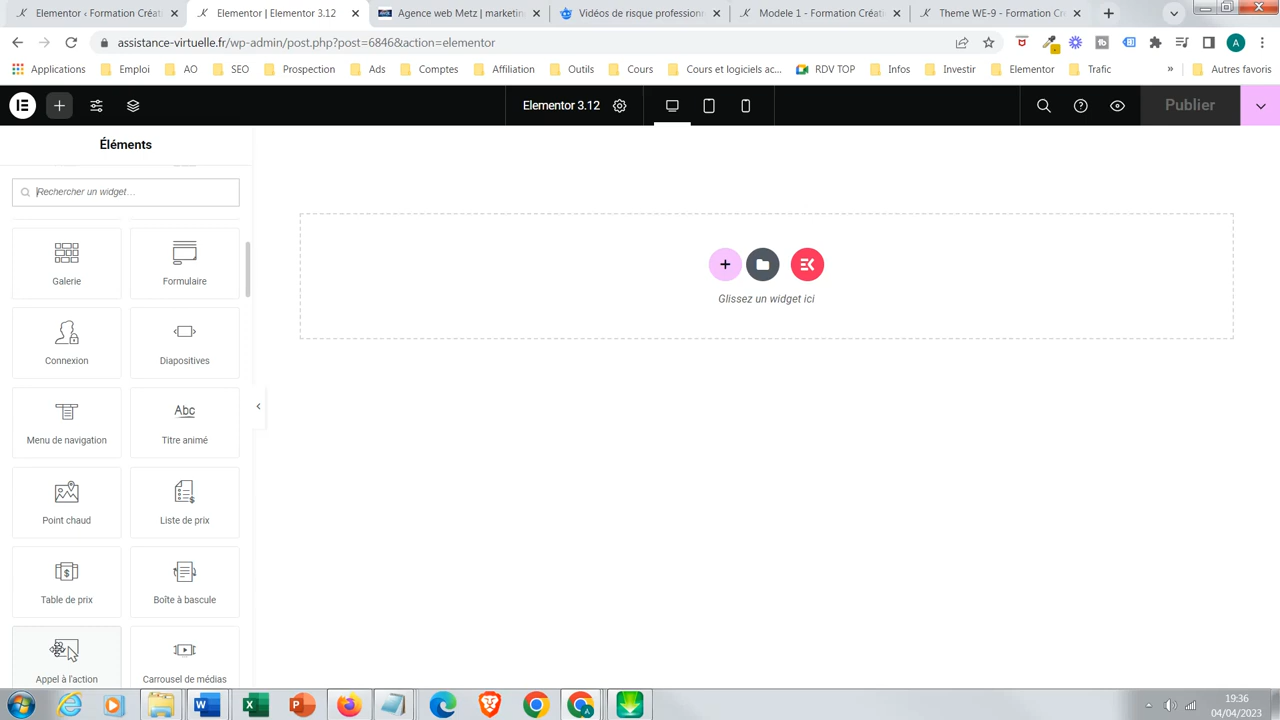 Elementor ‹ Formation Créati
Elementor | Elementor 3.12
Agence web Metz | marketin
Vidéos de risque profession
Modele 1 - Formation Créati
Theme WE-9 - Formation Cré
assistance-virtuelle.fr/wp-admin/post.php?post=6846&action=elementor
Applications
Emploi
AO
SEO
Prospection
Ads
Comptes
Affiliation
Outils
Cours
Cours et logiciels ac...
RDV TOP
Infos
Investir
Elementor
Trafic
»
Autres favoris
Elementor 3.12
Publier
Éléments
Rechercher un widget...
Galerie
Formulaire
Connexion
Diapositives
Menu de navigation
Abc
Titre animé
Point chaud
Liste de prix
Table de prix
Boîte à bascule
Appel à l'action
Carrousel de médias
Glissez un widget ici
19:36
04/04/2023